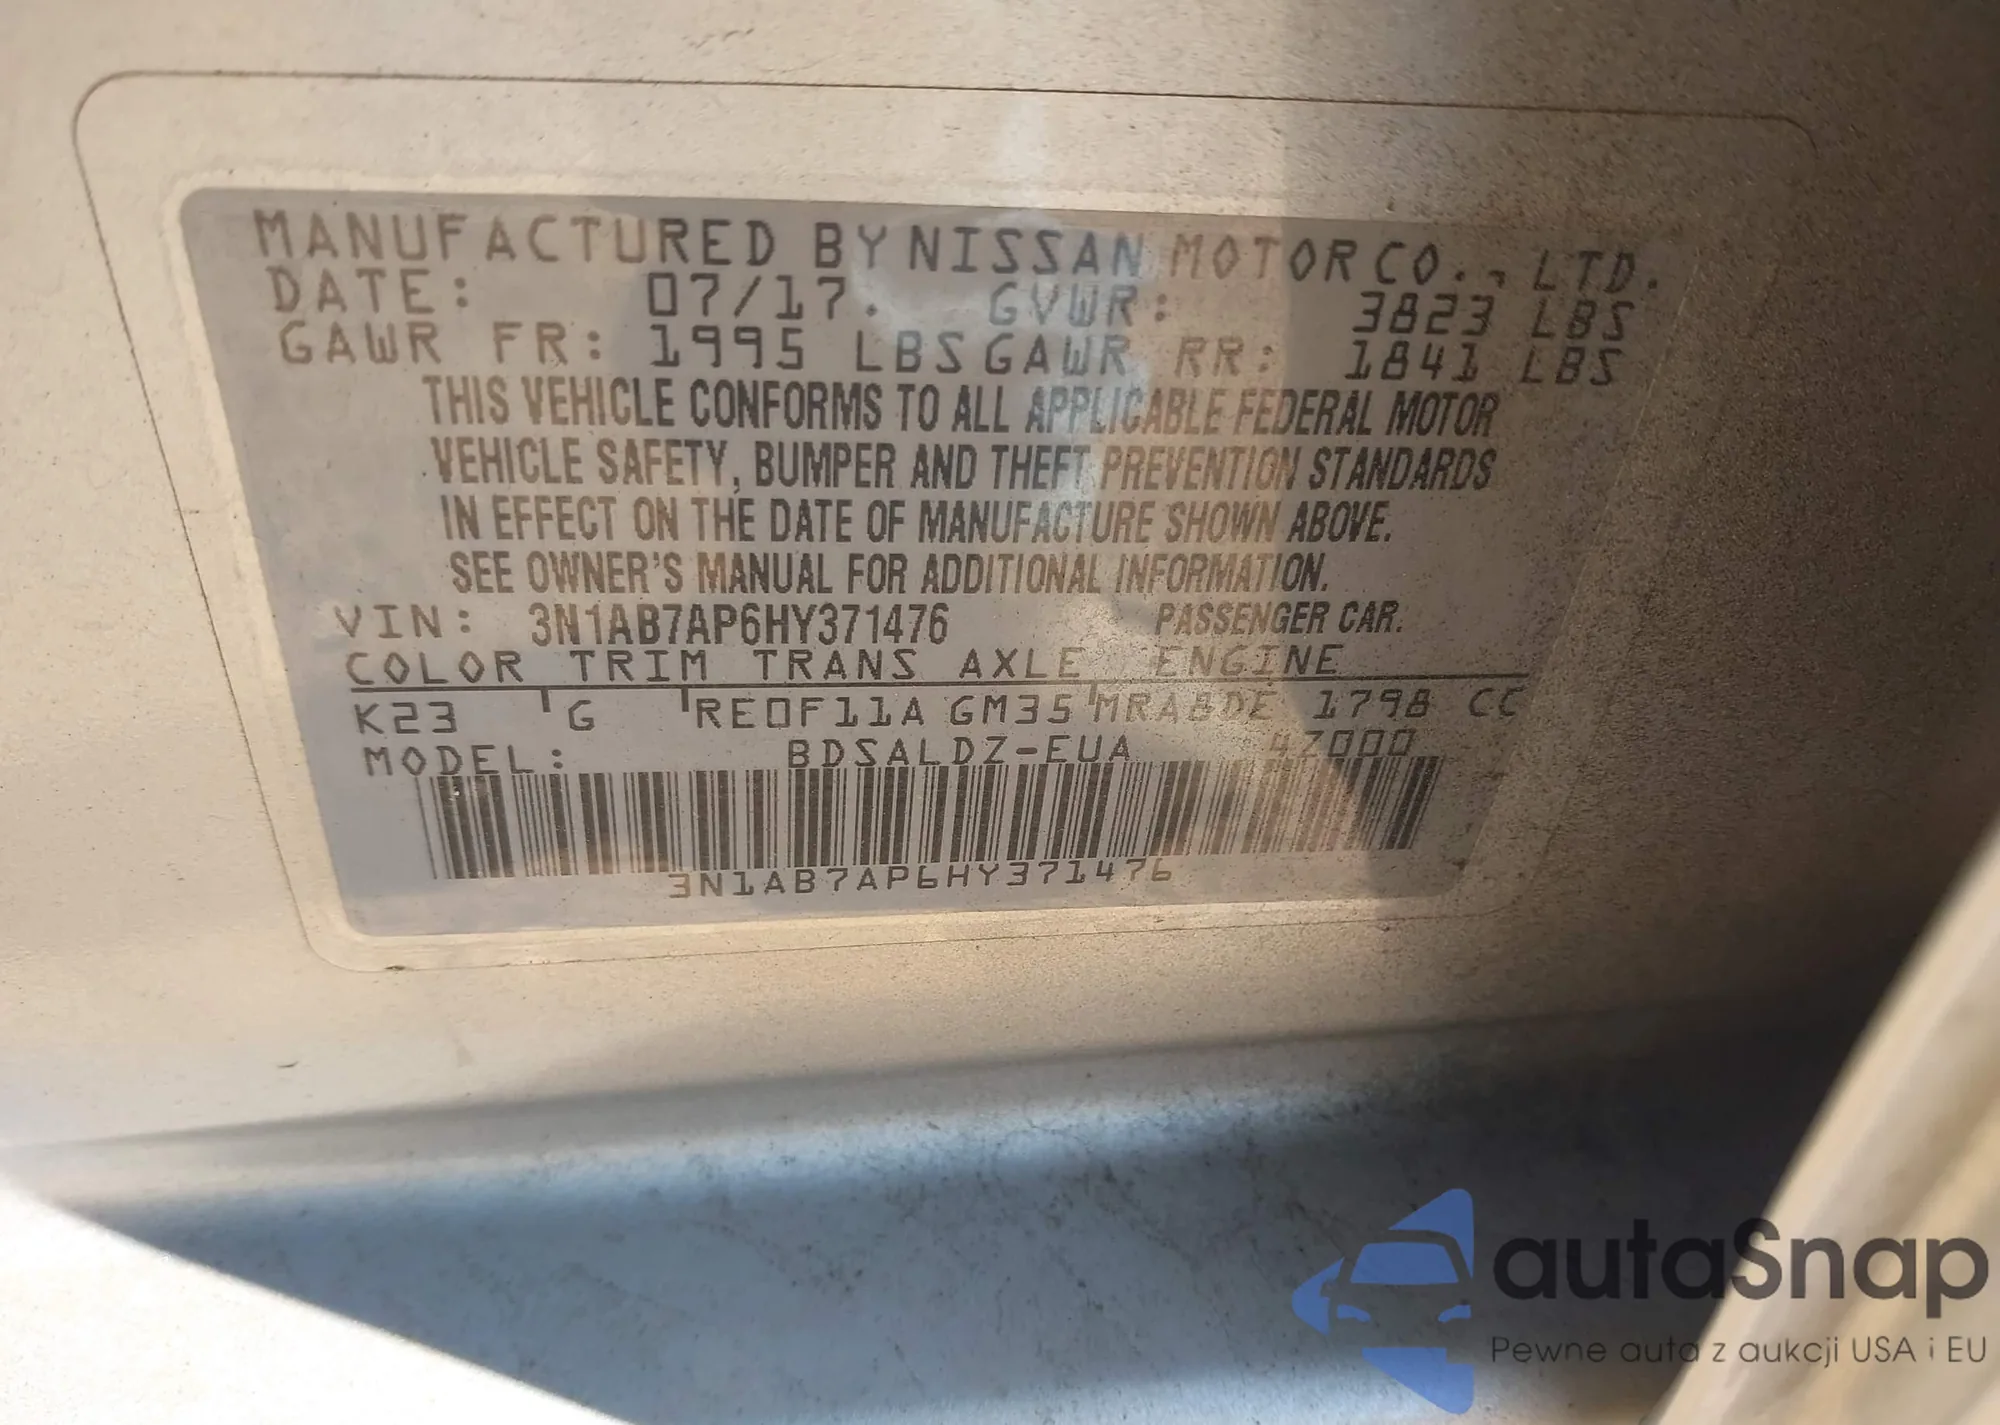 MANUFACTURED BY NISSAN MOTOR CO., LTD.
DATE: 07/17. GVWR: 3823 LBS
GAWR FR: 1995 LBS GAWR RR: 1841 LBS
THIS VEHICLE CONFORMS TO ALL APPLICABLE FEDERAL MOTOR
VEHICLE SAFETY, BUMPER AND THEFT PREVENTION STANDARDS
IN EFFECT ON THE DATE OF MANUFACTURE SHOWN ABOVE.
SEE OWNER'S MANUAL FOR ADDITIONAL INFORMATION.
VIN: 3N1AB7AP6HY371476 PASSENGER CAR.
COLOR TRIM TRANS AXLE ENGINE
K23 G RE0F11A GM35 MRA8DE 1798 CC
MODEL: BDSALDZ-EUA 4Z000
3N1AB7AP6HY371476
autaSnap
Pewne auta z aukcji USA i EU